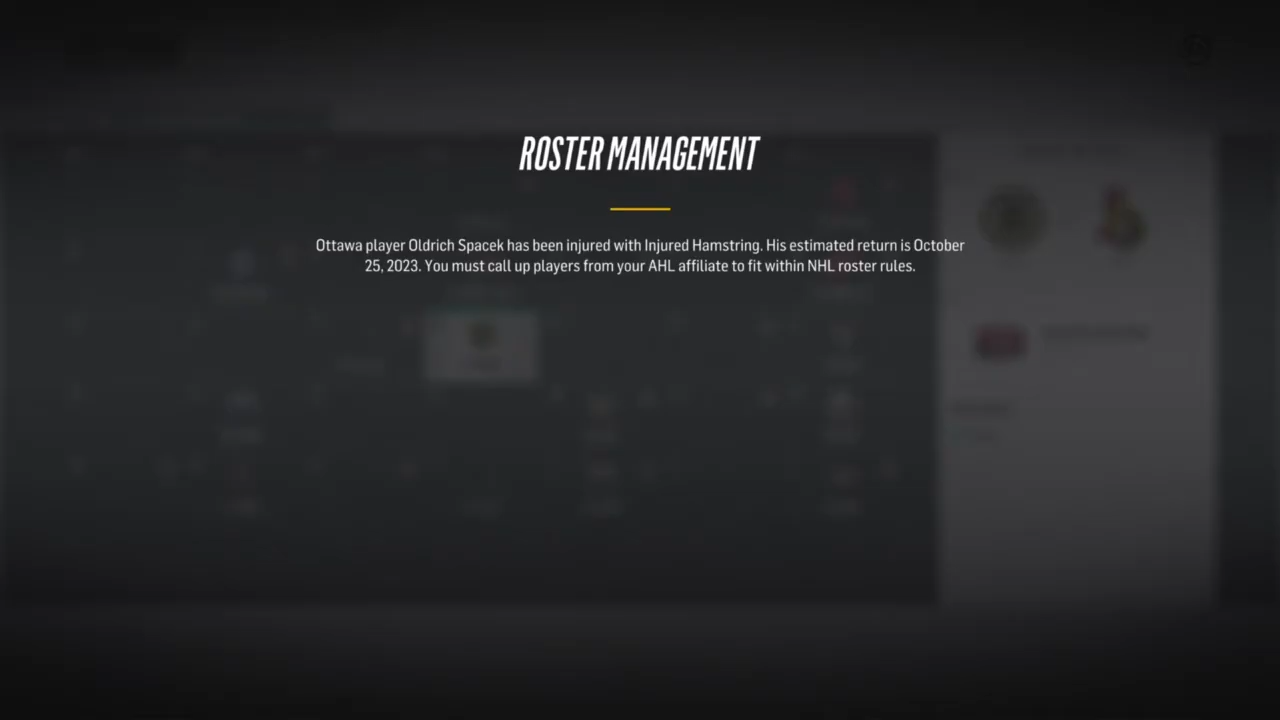 ROSTER MANAGEMENT
Ottawa player Oldrich Spacek has been injured with Injured Hamstring. His estimated return is October
25, 2023. You must call up players from your AHL affiliate to fit within NHL roster rules.